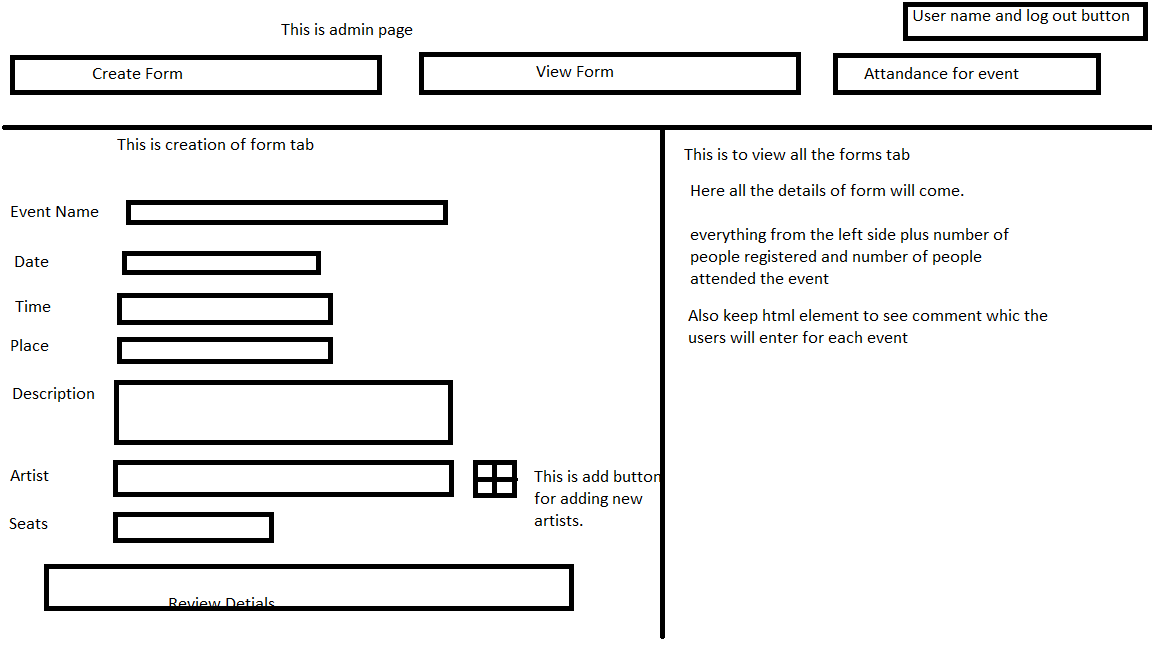 User name and log out button
This is admin page
Create Form
View Form
Attandance for event
This is creation of form tab
Event Name
Date
Time
Place
Description
Artist
This is add button
for adding new
artists.
Seats
Review Detials
This is to view all the forms tab
Here all the details of form will come.
everything from the left side plus number of
people registered and number of people
attended the event
Also keep html element to see comment whic the
users will enter for each event